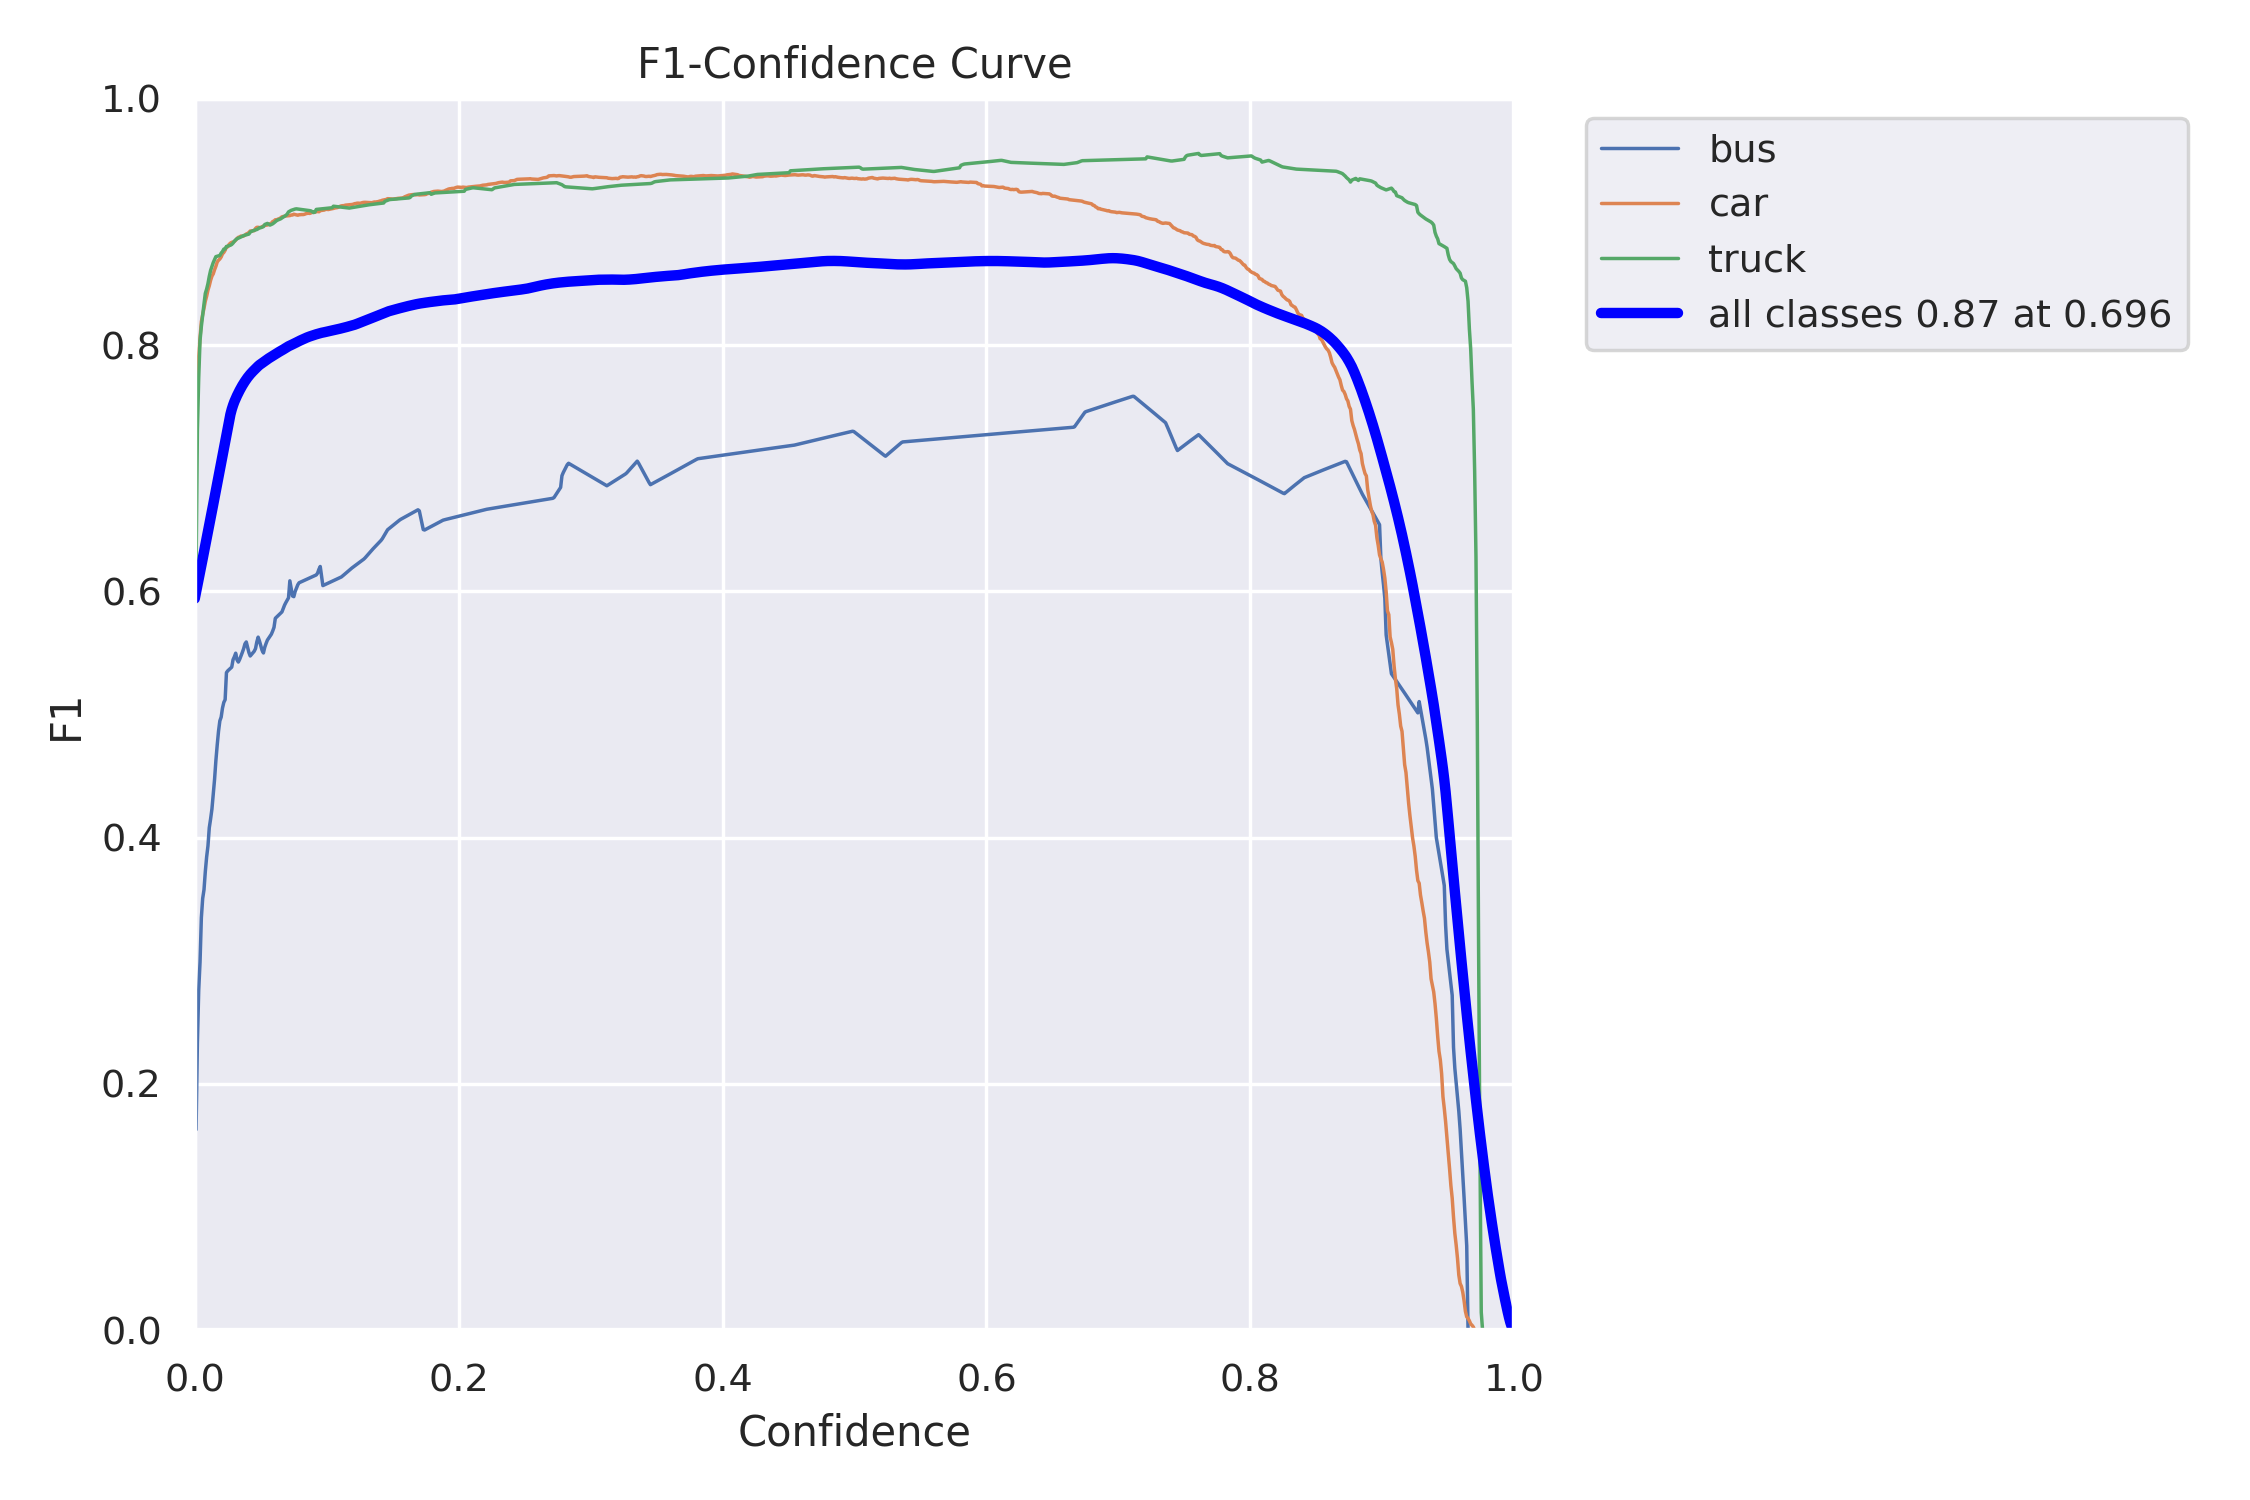 F1-Confidence Curve
1.0
0.8
0.6
0.4
0.2
0.0
F1
0.0 0.2 0.4 0.6 0.8 1.0
Confidence
bus
car
truck
all classes 0.87 at 0.696